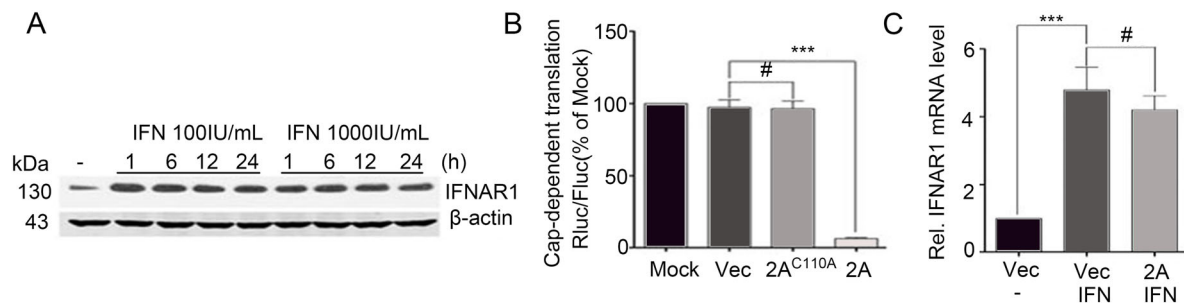 A
IFN 100IU/mL IFN 1000IU/mL
kDa - 1 6 12 24 1 6 12 24 (h)
130 IFNAR1
43 β-actin
B
Cap-dependent translation
Rluc/Fluc(% of Mock)
150
100
50
0
***
#
Mock Vec 2A^C110A 2A
C
Rel. IFNAR1 mRNA level
6
4
2
0
*** #
Vec Vec 2A
- IFN IFN